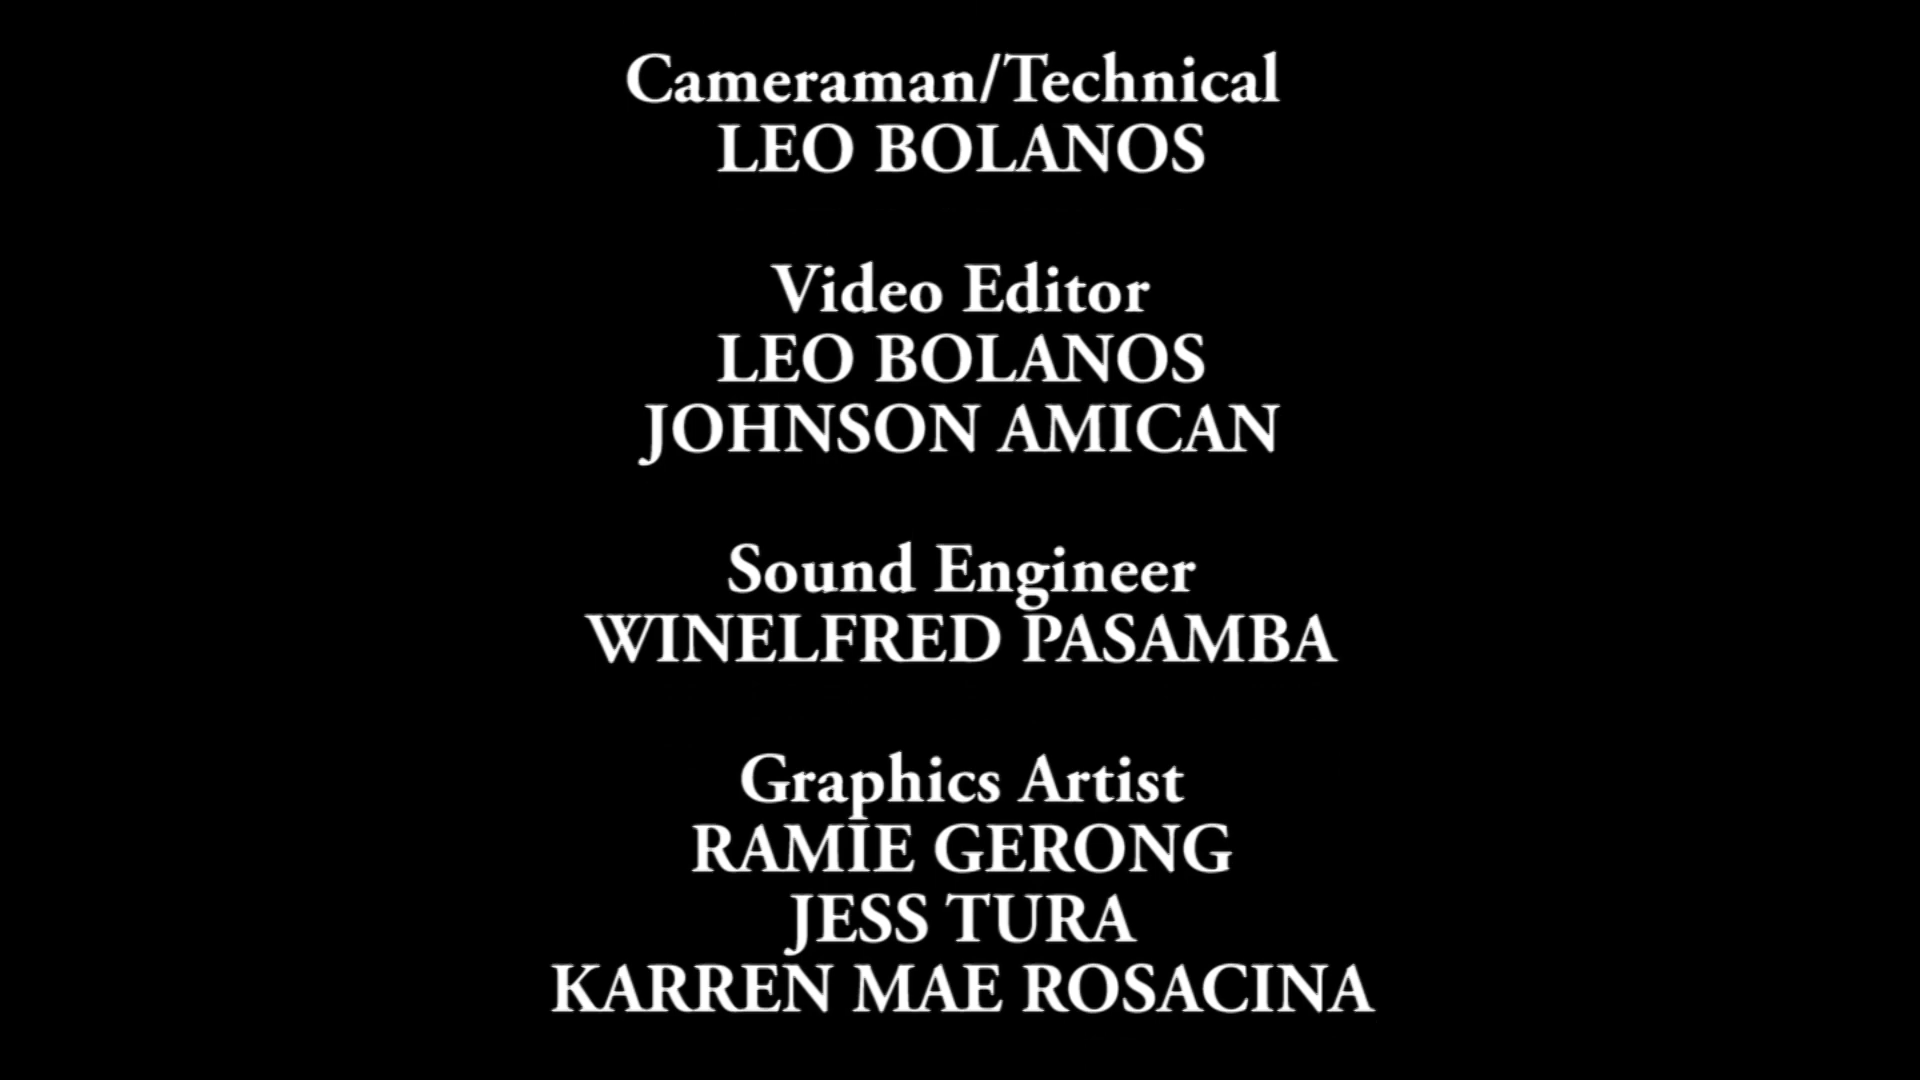 Cameraman/Technical
LEO BOLANOS
Video Editor
LEO BOLANOS
JOHNSON AMICAN
Sound Engineer
WINELFRED PASAMBA
Graphics Artist
RAMIE GERONG
JESS TURA
KARREN MAE ROSACINA